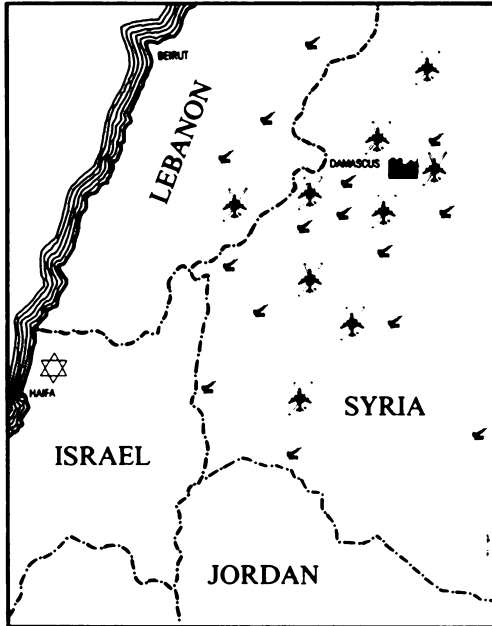 BEIRUT
LEBANON
DAMASCUS
HAIFA
SYRIA
ISRAEL
JORDAN